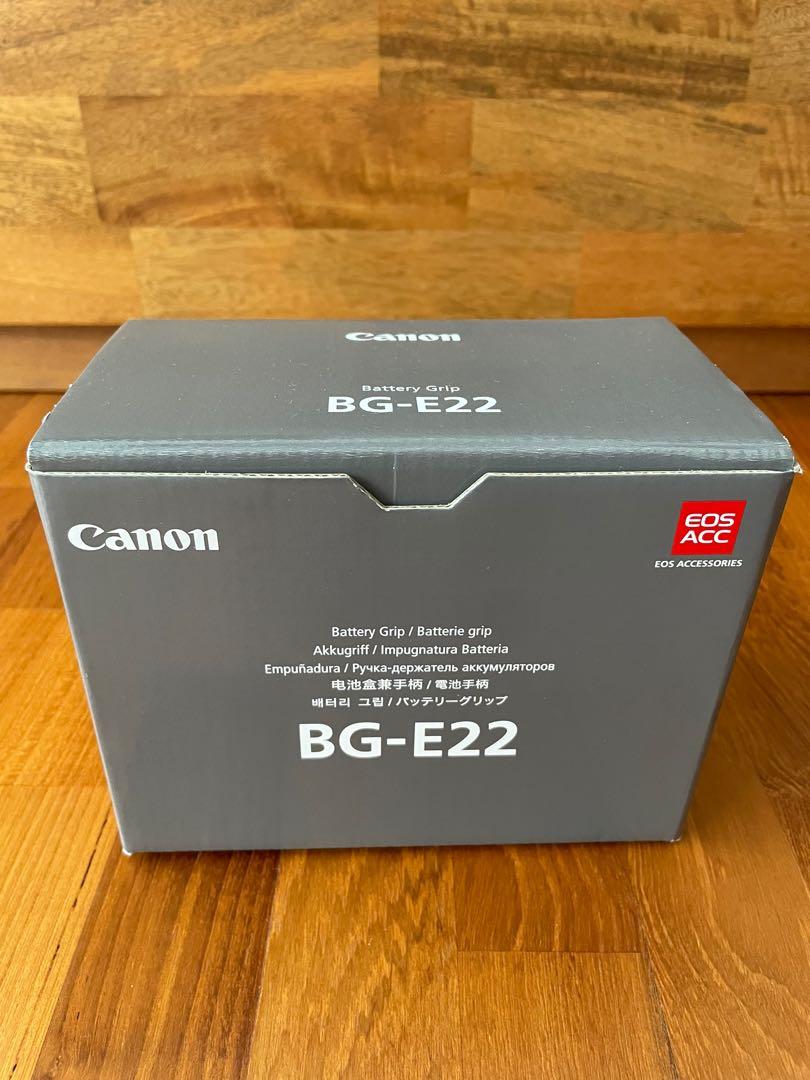 Canon
Battery Grip
BG-E22
Canon
EOS
ACC
EOS ACCESSORIES
Battery Grip / Batterie grip
Akkugriff / Impugnatura Batteria
Empuñadura / Ручка-держатель аккумуляторов
电池盒兼手柄 / 電池手柄
배터리 그립 / バッテリーグリップ
BG-E22